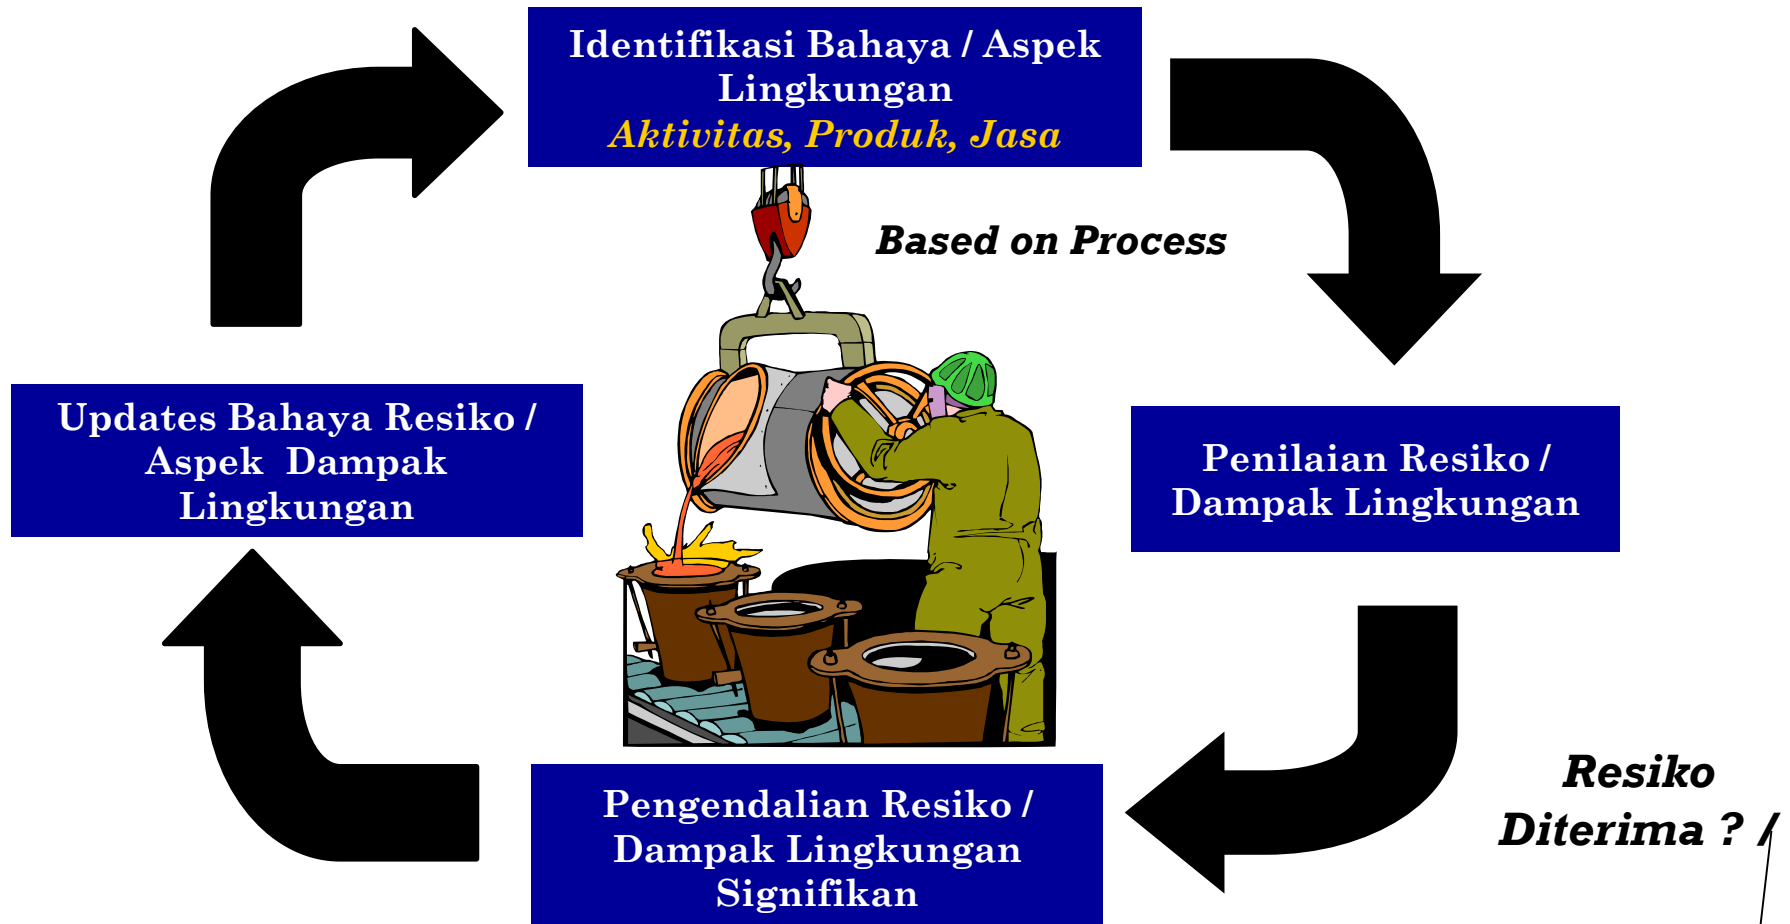 Identifikasi Bahaya / Aspek
Lingkungan
Aktivitas, Produk, Jasa
Based on Process
Updates Bahaya Resiko /
Aspek Dampak
Lingkungan
Penilaian Resiko /
Dampak Lingkungan
Resiko
Diterima ? /
Pengendalian Resiko /
Dampak Lingkungan
Signifikan